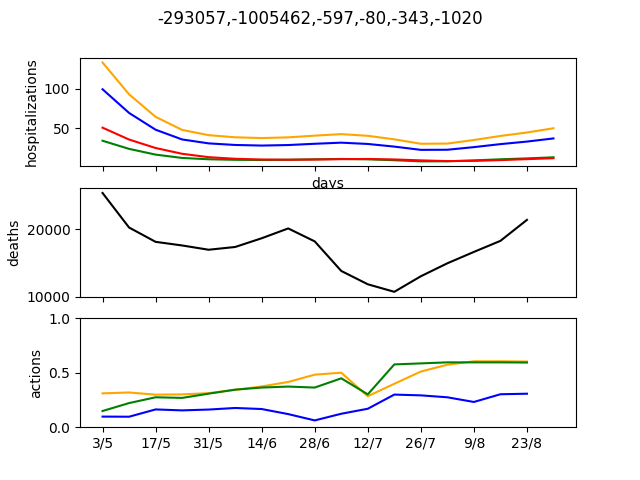 -293057,-1005462,-597,-80,-343,-1020
hospitalizations
100
50
days
deaths
20000
10000
actions
1.0
0.5
0.0
3/5 17/5 31/5 14/6 28/6 12/7 26/7 9/8 23/8